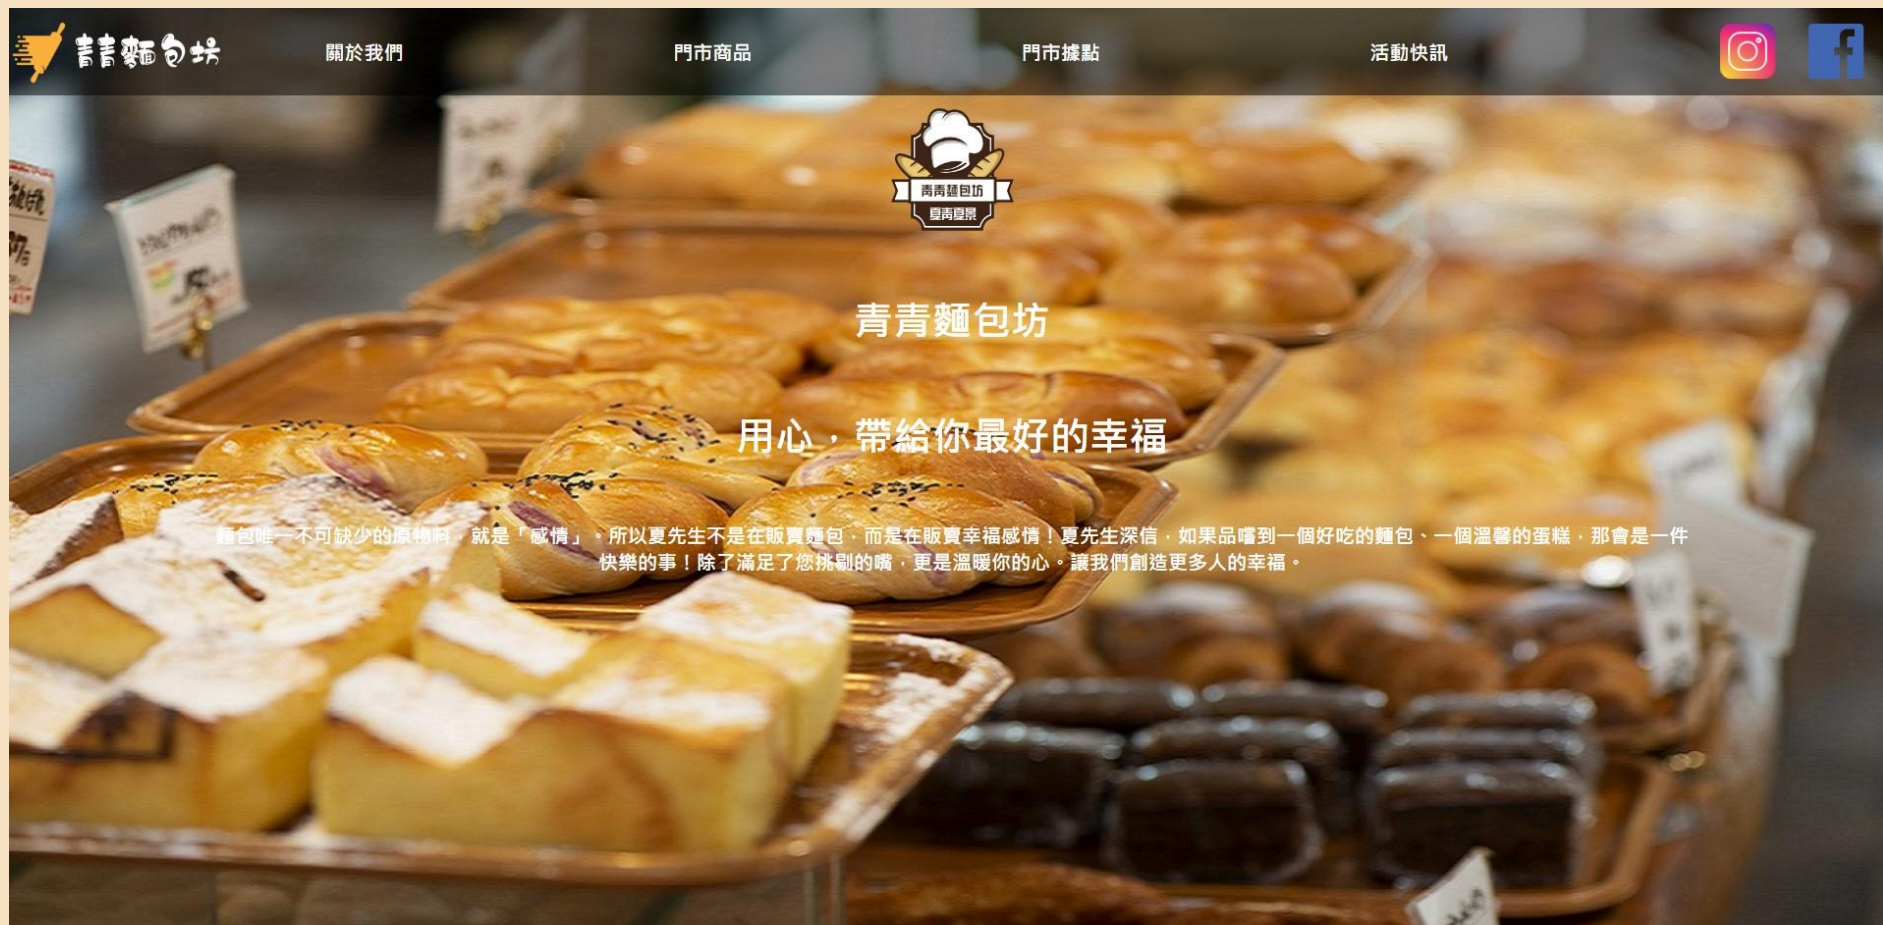 青青麵包坊
關於我們
門市商品
門市據點
活動快訊
青青麵包坊
夏青夏景
青青麵包坊
用心,帶給你最好的幸福
麵包唯一不可缺少的原物料,就是「感情」。所以夏先生不是在販賣麵包,而是在販賣幸福感情!夏先生深信,如果品嚐到一個好吃的麵包、一個溫馨的蛋糕,那會是一件
快樂的事!除了滿足了您挑剔的嘴,更是溫暖你的心。讓我們創造更多人的幸福。